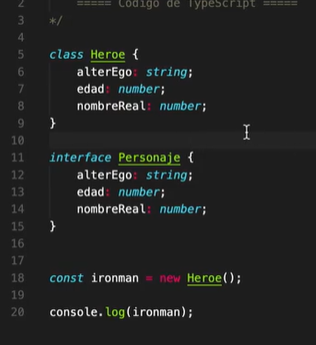 2 ===== Código de TypeScript =====
3 */
4
5 class Heroe {
6 alterEgo: string;
7 edad: number;
8 nombreReal: number;
9 }
10
11 interface Personaje {
12 alterEgo: string;
13 edad: number;
14 nombreReal: number;
15 }
16
17
18 const ironman = new Heroe();
19
20 console.log(ironman);